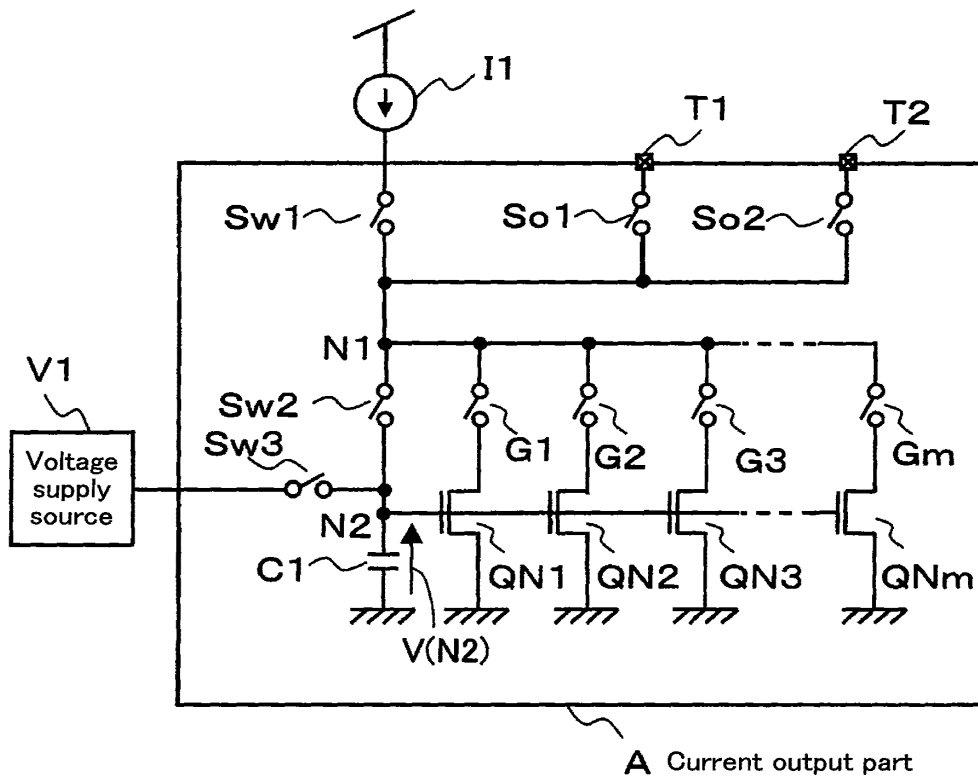 I1
T1
T2
Sw1
So1
So2
N1
V1
Sw2
Sw3
G1
G2
G3
Gm
Voltage
supply
source
N2
C1
QN1
QN2
QN3
QNm
V(N2)
A Current output part